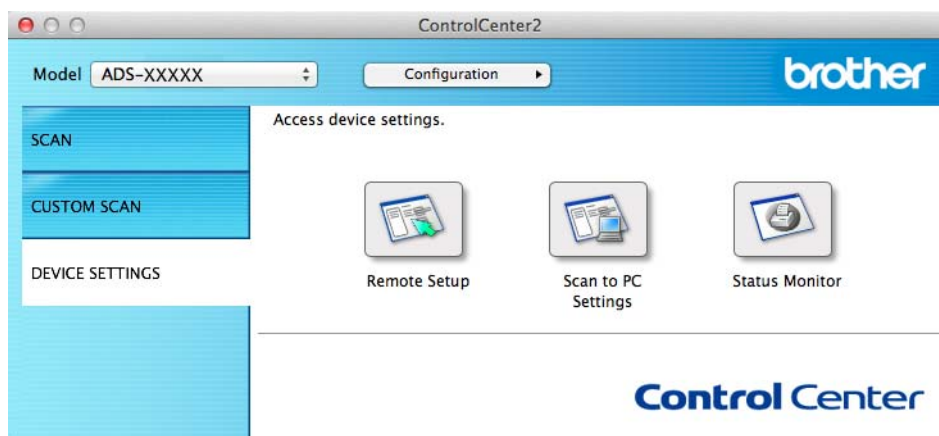 ControlCenter2
Model ADS-XXXXX Configuration brother
SCAN
CUSTOM SCAN
DEVICE SETTINGS
Access device settings.
Remote Setup
Scan to PC
Settings
Status Monitor
Control Center